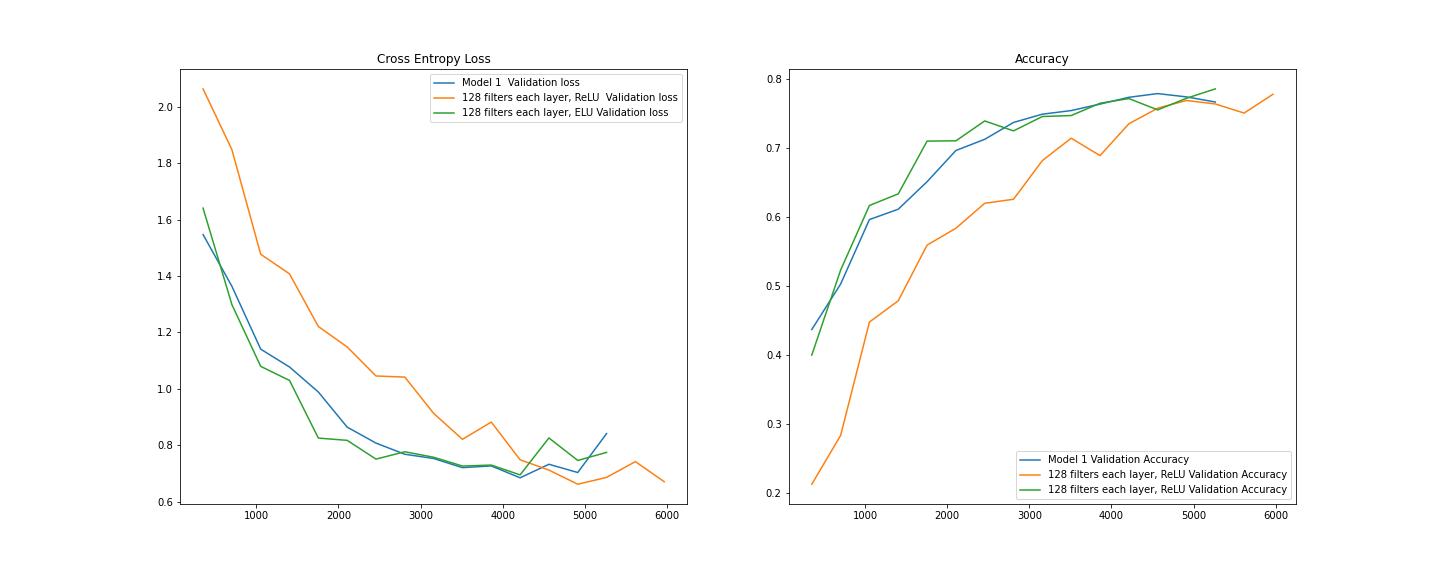 Cross Entropy Loss
Model 1  Validation loss
128 filters each layer, ReLU  Validation loss
128 filters each layer, ELU Validation loss
2.0
1.8
1.6
1.4
1.2
1.0
0.8
0.6
1000 2000 3000 4000 5000 6000
Accuracy
0.8
0.7
0.6
0.5
0.4
0.3
0.2
Model 1 Validation Accuracy
128 filters each layer, ReLU Validation Accuracy
128 filters each layer, ReLU Validation Accuracy
1000 2000 3000 4000 5000 6000